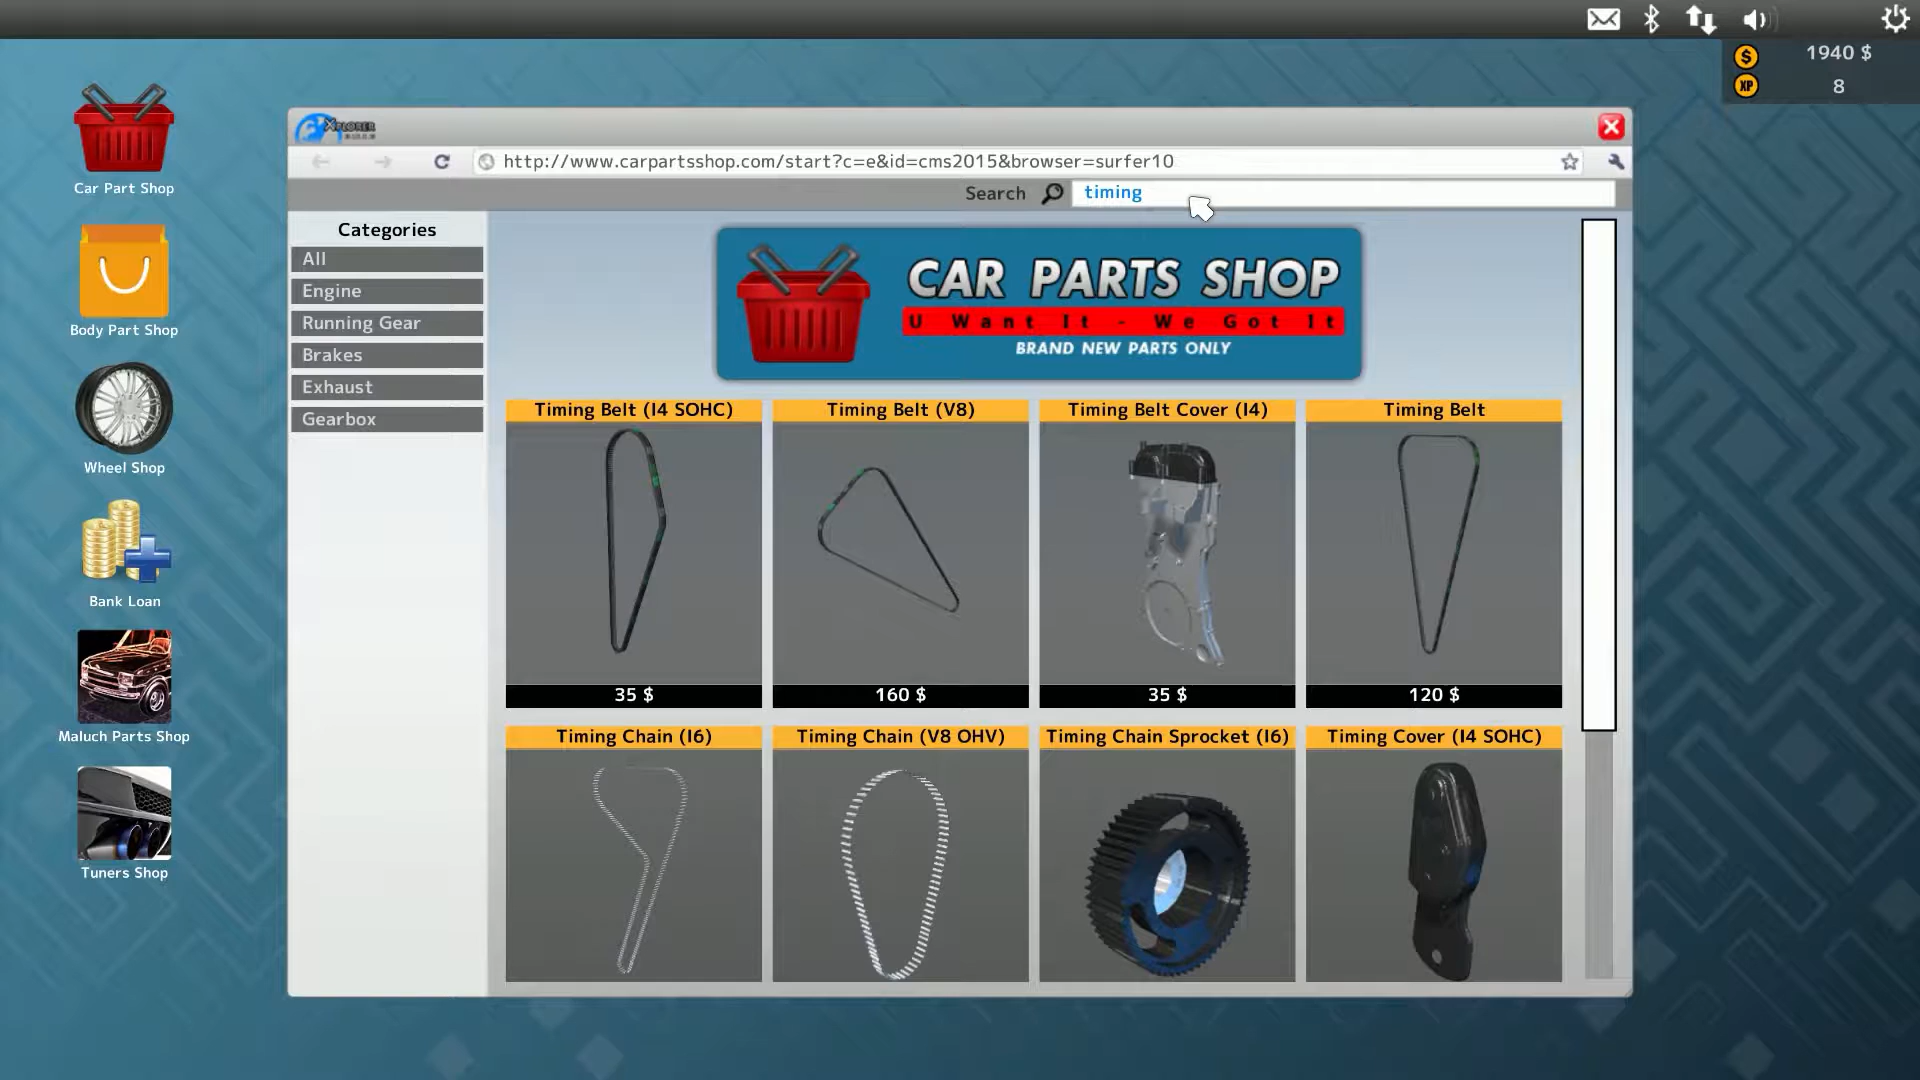 1940 $
XP
8
Car Part Shop
Body Part Shop
Wheel Shop
Bank Loan
Maluch Parts Shop
Tuners Shop
XPLORER
http://www.carpartsshop.com/start?c=e&id=cms2015&browser=surfer10
Search
timing
Categories
All
Engine
Running Gear
Brakes
Exhaust
Gearbox
CAR PARTS SHOP
U Want It - We Got It
BRAND NEW PARTS ONLY
Timing Belt (I4 SOHC)
35 $
Timing Belt (V8)
160 $
Timing Belt Cover (I4)
35 $
Timing Belt
120 $
Timing Chain (I6)
Timing Chain (V8 OHV)
Timing Chain Sprocket (I6)
Timing Cover (I4 SOHC)